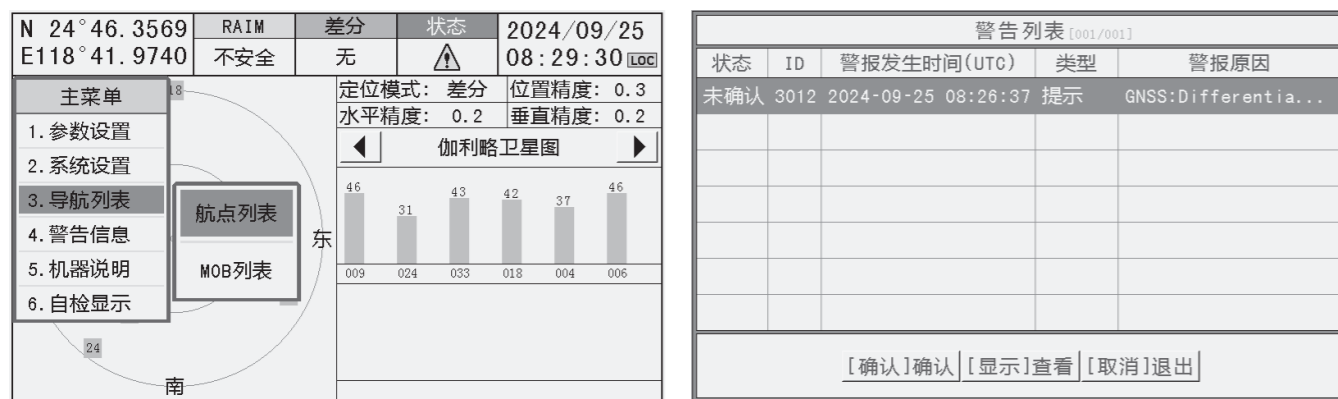 N 24°46.3569
E118°41.9740
RAIM
不安全
差分
无
状态
2024/09/25
08:29:30 LOC
主菜单
1.参数设置
2.系统设置
3.导航列表
4.警告信息
5.机器说明
6.自检显示
航点列表
MOB列表
18
东
24
南
定位模式: 差分 位置精度: 0.3
水平精度: 0.2 垂直精度: 0.2
伽利略卫星图
46 31 43 42 37 46
009 024 033 018 004 006
警告列表[001/001]
状态 ID 警报发生时间(UTC) 类型 警报原因
未确认 3012 2024-09-25 08:26:37 提示 GNSS:Differentia...
[确认]确认 [显示]查看 [取消]退出